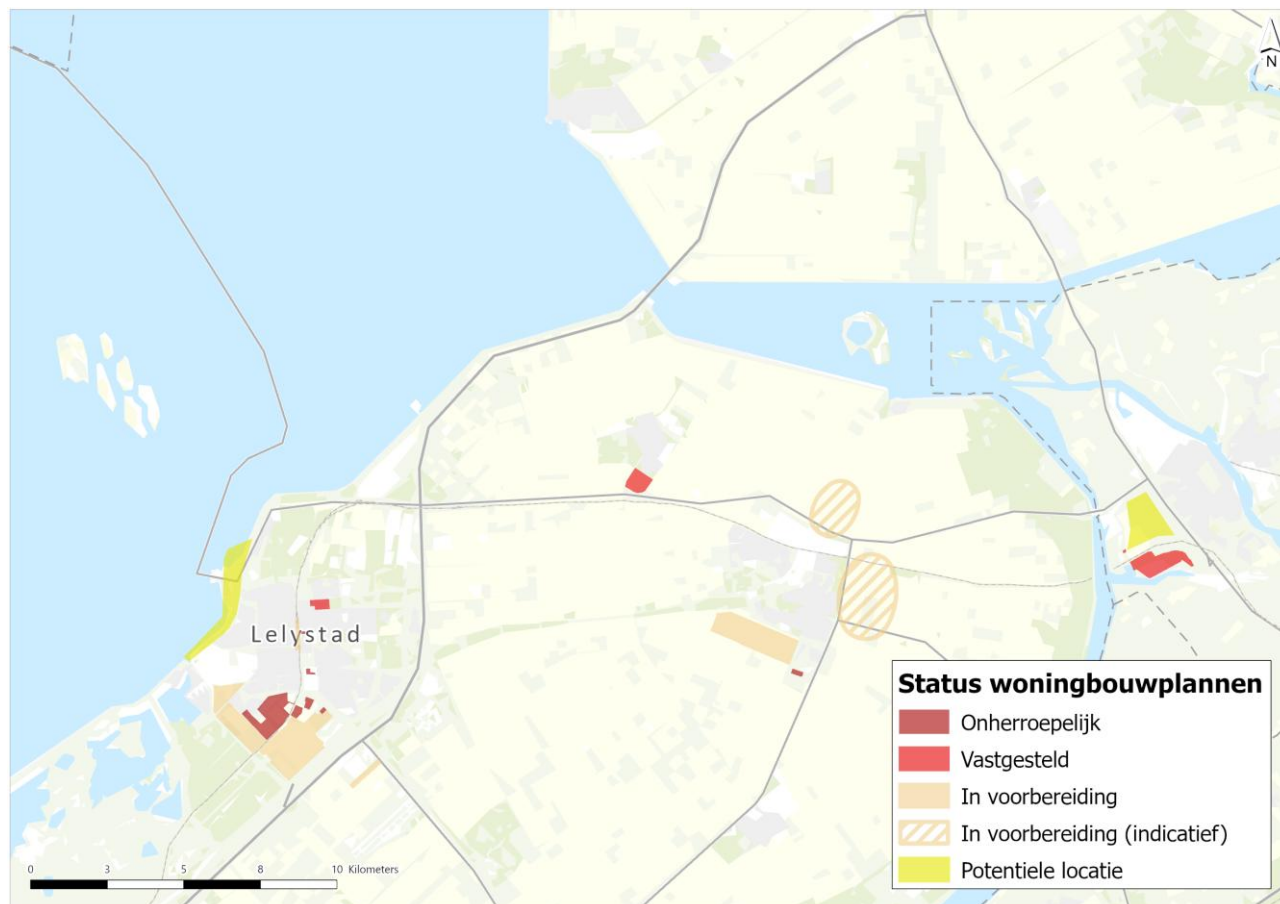 N
Lelystad
Status woningbouwplannen
Onherroepelijk
Vastgesteld
In voorbereiding
In voorbereiding (indicatief)
Potentiele locatie
0 3 5 8 10 Kilometers